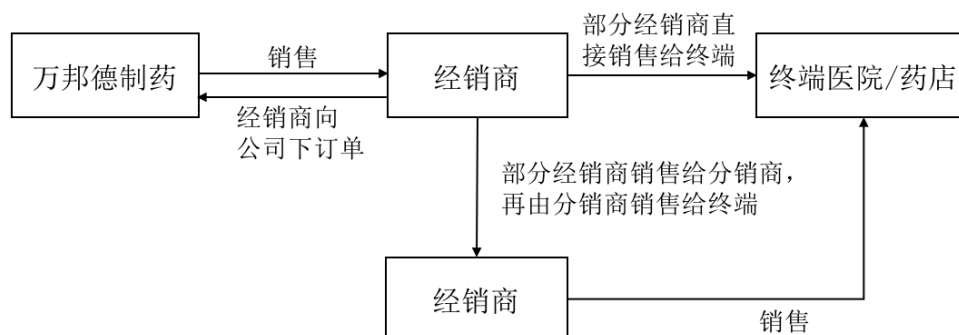 部分经销商直
接销售给终端
销售
万邦德制药
经销商
终端医院/药店
经销商向
公司下订单
部分经销商销售给分销商，
再由分销商销售给终端
经销商
销售